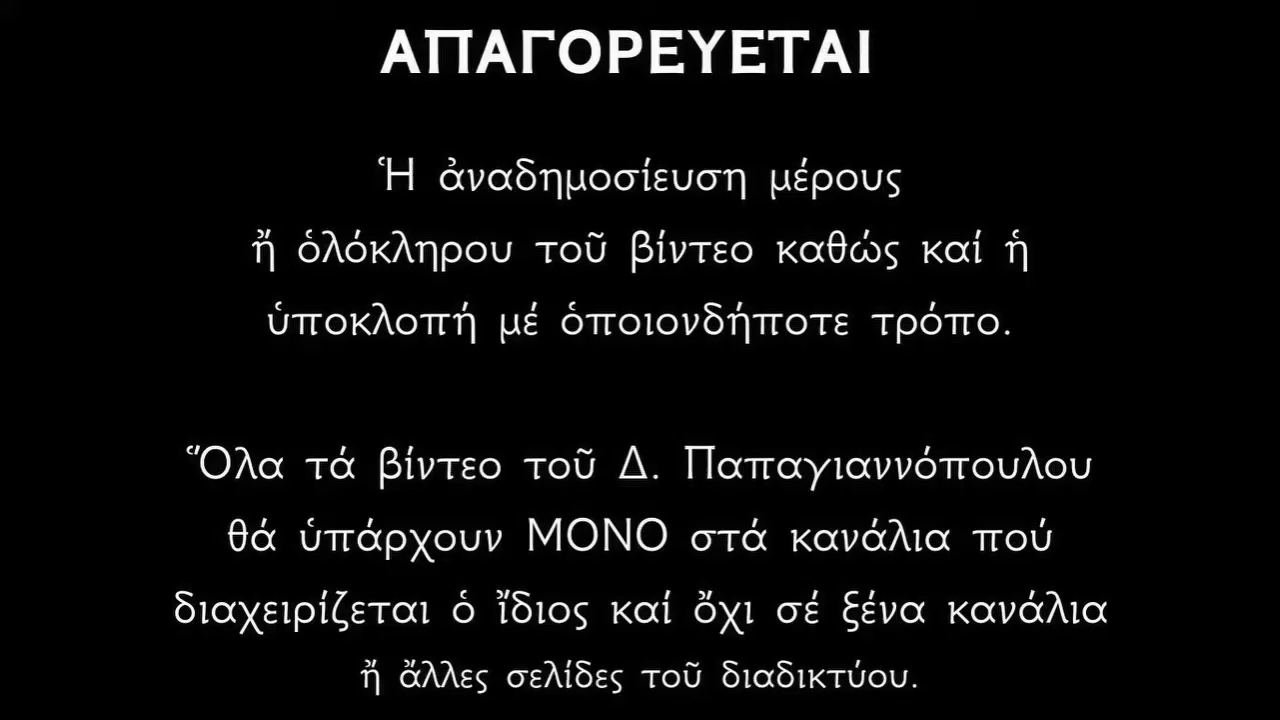 ΑΠΑΓΟΡΕΥΕΤΑΙ
Ἡ ἀναδημοσίευση μέρους
ἤ ὁλόκληρου τοῦ βίντεο καθώς καί ἡ
ὑποκλοπή μέ ὁποιονδήποτε τρόπο.
Ὅλα τά βίντεο τοῦ Δ. Παπαγιαννόπουλου
θά ὑπάρχουν ΜΟΝΟ στά κανάλια πού
διαχειρίζεται ὁ ἴδιος καί ὄχι σέ ξένα κανάλια
ἤ ἄλλες σελίδες τοῦ διαδικτύου.